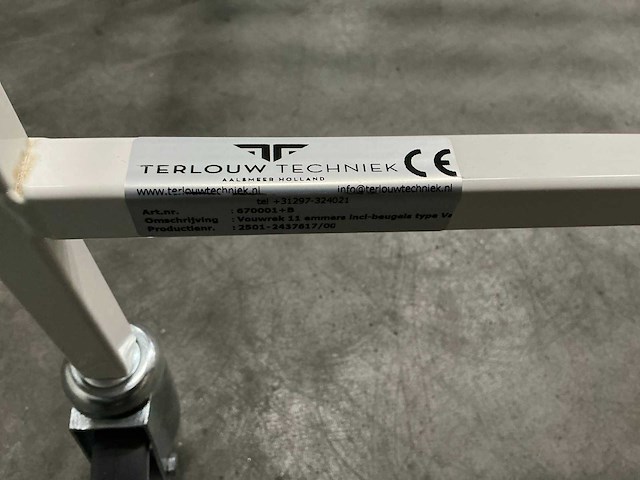 TERLOUW TECHNIEK CE
AALSMEER HOLLAND
www.terlouwtechniek.nl info@terlouwtechniek.nl
tel +31297-324021
Art.nr. : 670001+B
Omschrijving : Vouwrek 11 emmers incl-beugels type Va
Productienr. : 2501-2437617/00